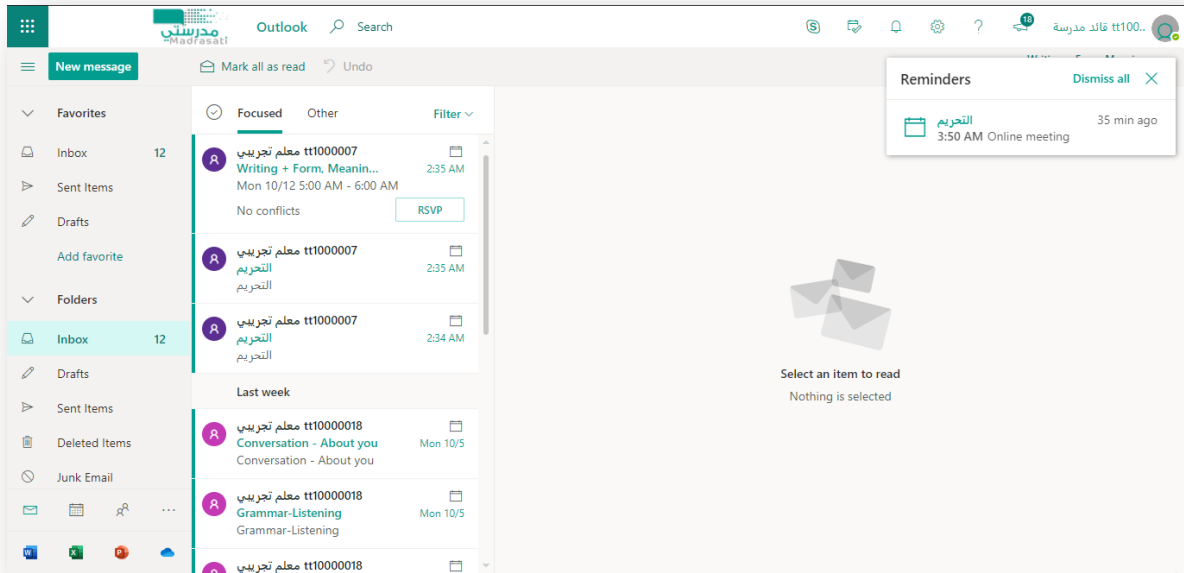 مدرستي
Madrasati
Outlook
Search
18
tt100.. قائد مدرسة
New message
Mark all as read
Undo
Reminders
Dismiss all
التحريم
35 min ago
3:50 AM Online meeting
Favorites
Inbox 12
Sent Items
Drafts
Add favorite
Folders
Inbox 12
Drafts
Sent Items
Deleted Items
Junk Email
Focused
Other
Filter
tt1000007 معلم تجريبي
Writing + Form, Meanin...
2:35 AM
Mon 10/12 5:00 AM - 6:00 AM
No conflicts
RSVP
tt1000007 معلم تجريبي
التحريم
2:35 AM
التحريم
tt1000007 معلم تجريبي
التحريم
2:34 AM
التحريم
Last week
tt10000018 معلم تجريبي
Conversation - About you
Mon 10/5
Conversation - About you
tt10000018 معلم تجريبي
Grammar-Listening
Mon 10/5
Grammar-Listening
tt10000018 معلم تجريبي
Select an item to read
Nothing is selected